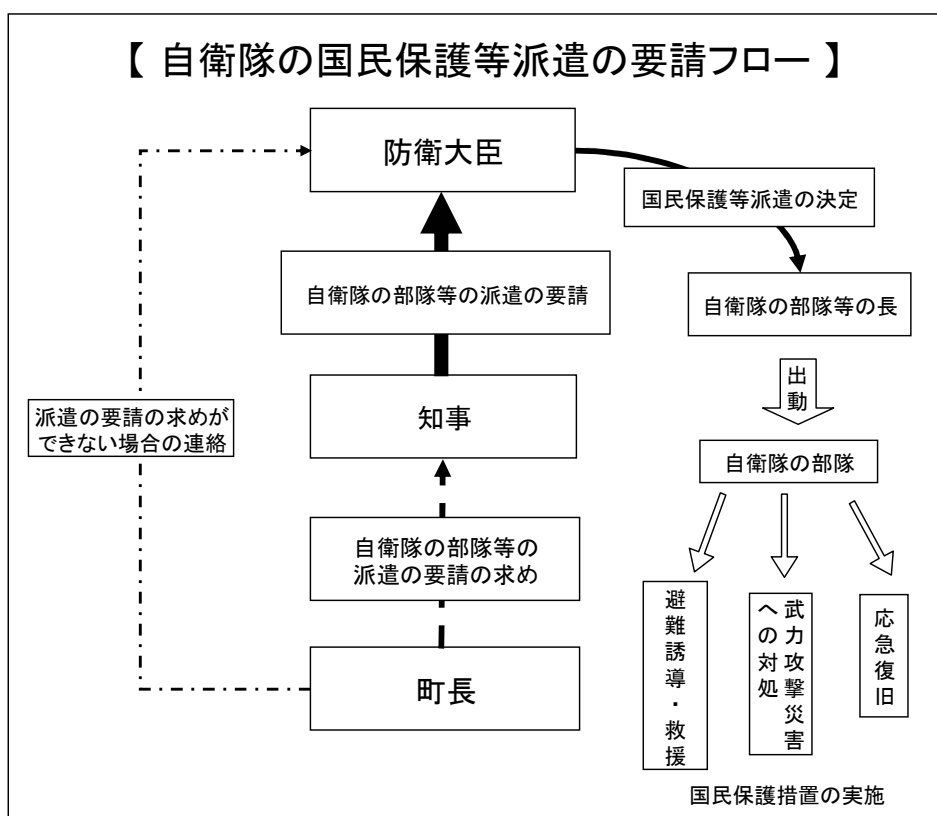 【 自衛隊の国民保護等派遣の要請フロー 】
防衛大臣
国民保護等派遣の決定
自衛隊の部隊等の派遣の要請
自衛隊の部隊等の長
出動
知事
派遣の要請の求めが
できない場合の連絡
自衛隊の部隊
自衛隊の部隊等の
派遣の要請の求め
町長
避難誘導・救援
武力攻撃災害
への対処
応急復旧
国民保護措置の実施